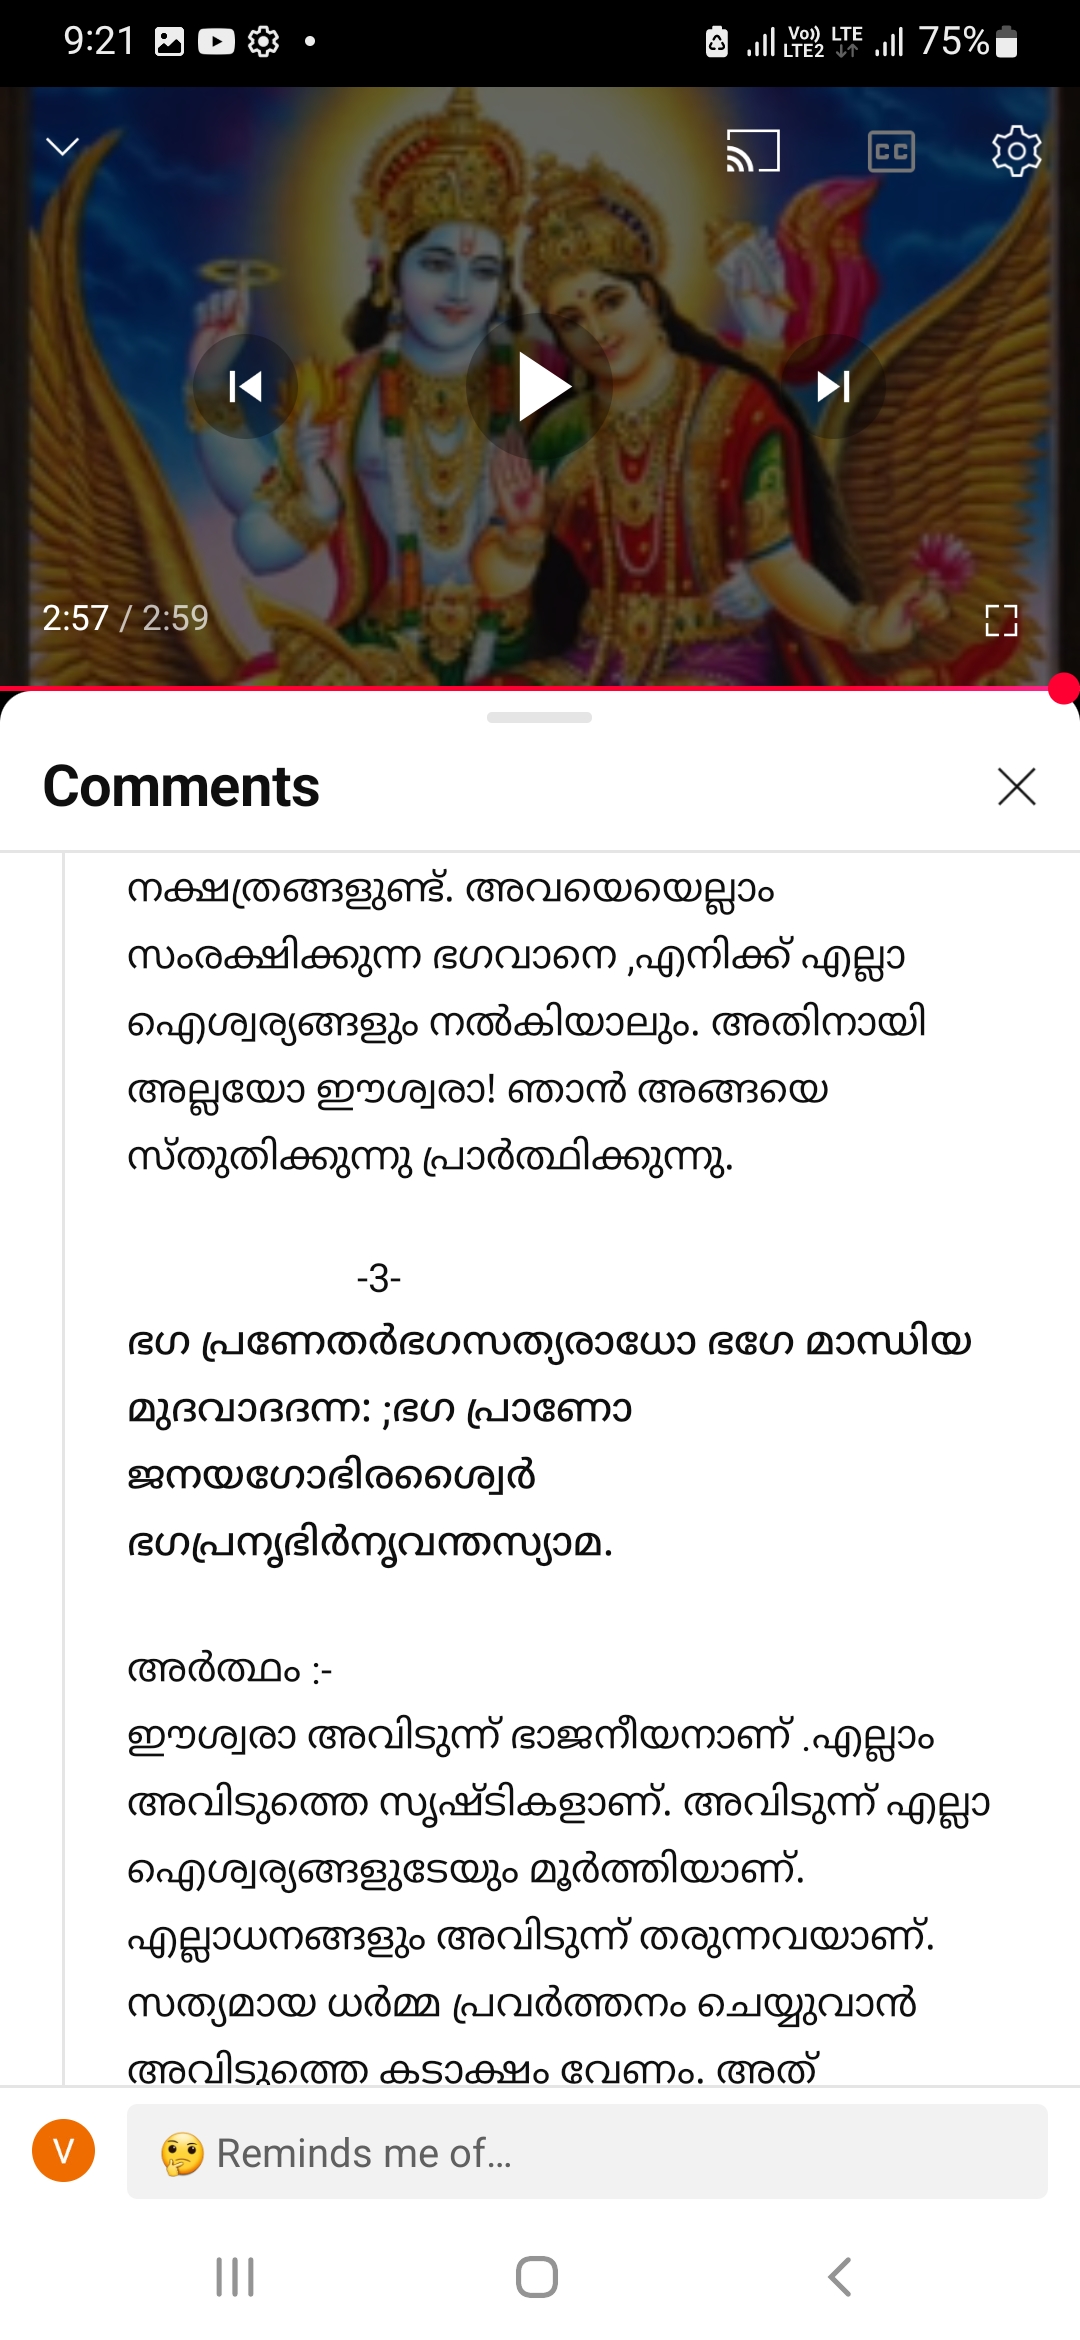 9:21
Vo)) LTE
LTE2
75%
CC
2:57 / 2:59
Comments
നക്ഷത്രങ്ങളുണ്ട്. അവയെയെല്ലാം
സംരക്ഷിക്കുന്ന ഭഗവാനെ ,എനിക്ക് എല്ലാ
ഐശ്വര്യങ്ങളും നൽകിയാലും. അതിനായി
അല്ലയോ ഈശ്വരാ! ഞാൻ അങ്ങയെ
സ്തുതിക്കുന്നു പ്രാർത്ഥിക്കുന്നു.
-3-
ഭഗ പ്രണേതർഭഗസത്യരാധോ ഭഗേ മാന്ധിയ
മുദവാദദന്ന: ;ഭഗ പ്രാണോ
ജനയഗോഭിരശ്വൈർ
ഭഗപ്രനൃഭിർനൃവന്തസ്യാമ.
അർത്ഥം :-
ഈശ്വരാ അവിടുന്ന് ഭാജനീയനാണ് .എല്ലാം
അവിടുത്തെ സൃഷ്ടികളാണ്. അവിടുന്ന് എല്ലാ
ഐശ്വര്യങ്ങളുടേയും മൂർത്തിയാണ്.
എല്ലാധനങ്ങളും അവിടുന്ന് തരുന്നവയാണ്.
സത്യമായ ധർമ്മ പ്രവർത്തനം ചെയ്യുവാൻ
അവിടുത്തെ കടാക്ഷം വേണം. അത്
V
🤔 Reminds me of...